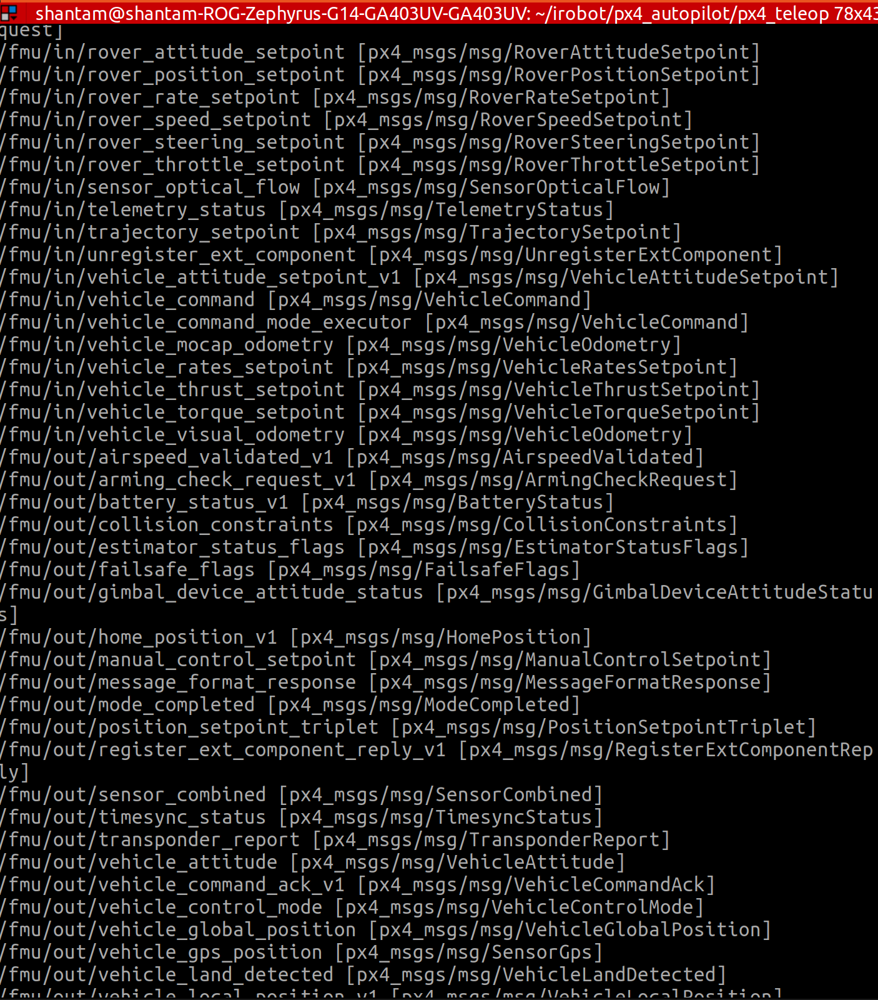 shantam@shantam-ROG-Zephyrus-G14-GA403UV-GA403UV: ~/irobot/px4_autopilot/px4_teleop 78x43
quest]
/fmu/in/rover_attitude_setpoint [px4_msgs/msg/RoverAttitudeSetpoint]
/fmu/in/rover_position_setpoint [px4_msgs/msg/RoverPositionSetpoint]
/fmu/in/rover_rate_setpoint [px4_msgs/msg/RoverRateSetpoint]
/fmu/in/rover_speed_setpoint [px4_msgs/msg/RoverSpeedSetpoint]
/fmu/in/rover_steering_setpoint [px4_msgs/msg/RoverSteeringSetpoint]
/fmu/in/rover_throttle_setpoint [px4_msgs/msg/RoverThrottleSetpoint]
/fmu/in/sensor_optical_flow [px4_msgs/msg/SensorOpticalFlow]
/fmu/in/telemetry_status [px4_msgs/msg/TelemetryStatus]
/fmu/in/trajectory_setpoint [px4_msgs/msg/TrajectorySetpoint]
/fmu/in/unregister_ext_component [px4_msgs/msg/UnregisterExtComponent]
/fmu/in/vehicle_attitude_setpoint_v1 [px4_msgs/msg/VehicleAttitudeSetpoint]
/fmu/in/vehicle_command [px4_msgs/msg/VehicleCommand]
/fmu/in/vehicle_command_mode_executor [px4_msgs/msg/VehicleCommand]
/fmu/in/vehicle_mocap_odometry [px4_msgs/msg/VehicleOdometry]
/fmu/in/vehicle_rates_setpoint [px4_msgs/msg/VehicleRatesSetpoint]
/fmu/in/vehicle_thrust_setpoint [px4_msgs/msg/VehicleThrustSetpoint]
/fmu/in/vehicle_torque_setpoint [px4_msgs/msg/VehicleTorqueSetpoint]
/fmu/in/vehicle_visual_odometry [px4_msgs/msg/VehicleOdometry]
/fmu/out/airspeed_validated_v1 [px4_msgs/msg/AirspeedValidated]
/fmu/out/arming_check_request_v1 [px4_msgs/msg/ArmingCheckRequest]
/fmu/out/battery_status_v1 [px4_msgs/msg/BatteryStatus]
/fmu/out/collision_constraints [px4_msgs/msg/CollisionConstraints]
/fmu/out/estimator_status_flags [px4_msgs/msg/EstimatorStatusFlags]
/fmu/out/failsafe_flags [px4_msgs/msg/FailsafeFlags]
/fmu/out/gimbal_device_attitude_status [px4_msgs/msg/GimbalDeviceAttitudeStatu
s]
/fmu/out/home_position_v1 [px4_msgs/msg/HomePosition]
/fmu/out/manual_control_setpoint [px4_msgs/msg/ManualControlSetpoint]
/fmu/out/message_format_response [px4_msgs/msg/MessageFormatResponse]
/fmu/out/mode_completed [px4_msgs/msg/ModeCompleted]
/fmu/out/position_setpoint_triplet [px4_msgs/msg/PositionSetpointTriplet]
/fmu/out/register_ext_component_reply_v1 [px4_msgs/msg/RegisterExtComponentRep
ly]
/fmu/out/sensor_combined [px4_msgs/msg/SensorCombined]
/fmu/out/timesync_status [px4_msgs/msg/TimesyncStatus]
/fmu/out/transponder_report [px4_msgs/msg/TransponderReport]
/fmu/out/vehicle_attitude [px4_msgs/msg/VehicleAttitude]
/fmu/out/vehicle_command_ack_v1 [px4_msgs/msg/VehicleCommandAck]
/fmu/out/vehicle_control_mode [px4_msgs/msg/VehicleControlMode]
/fmu/out/vehicle_global_position [px4_msgs/msg/VehicleGlobalPosition]
/fmu/out/vehicle_gps_position [px4_msgs/msg/SensorGps]
/fmu/out/vehicle_land_detected [px4_msgs/msg/VehicleLandDetected]
/fmu/out/vehicle_local_position_v1 [px4_msgs/msg/VehicleLocalPosition]